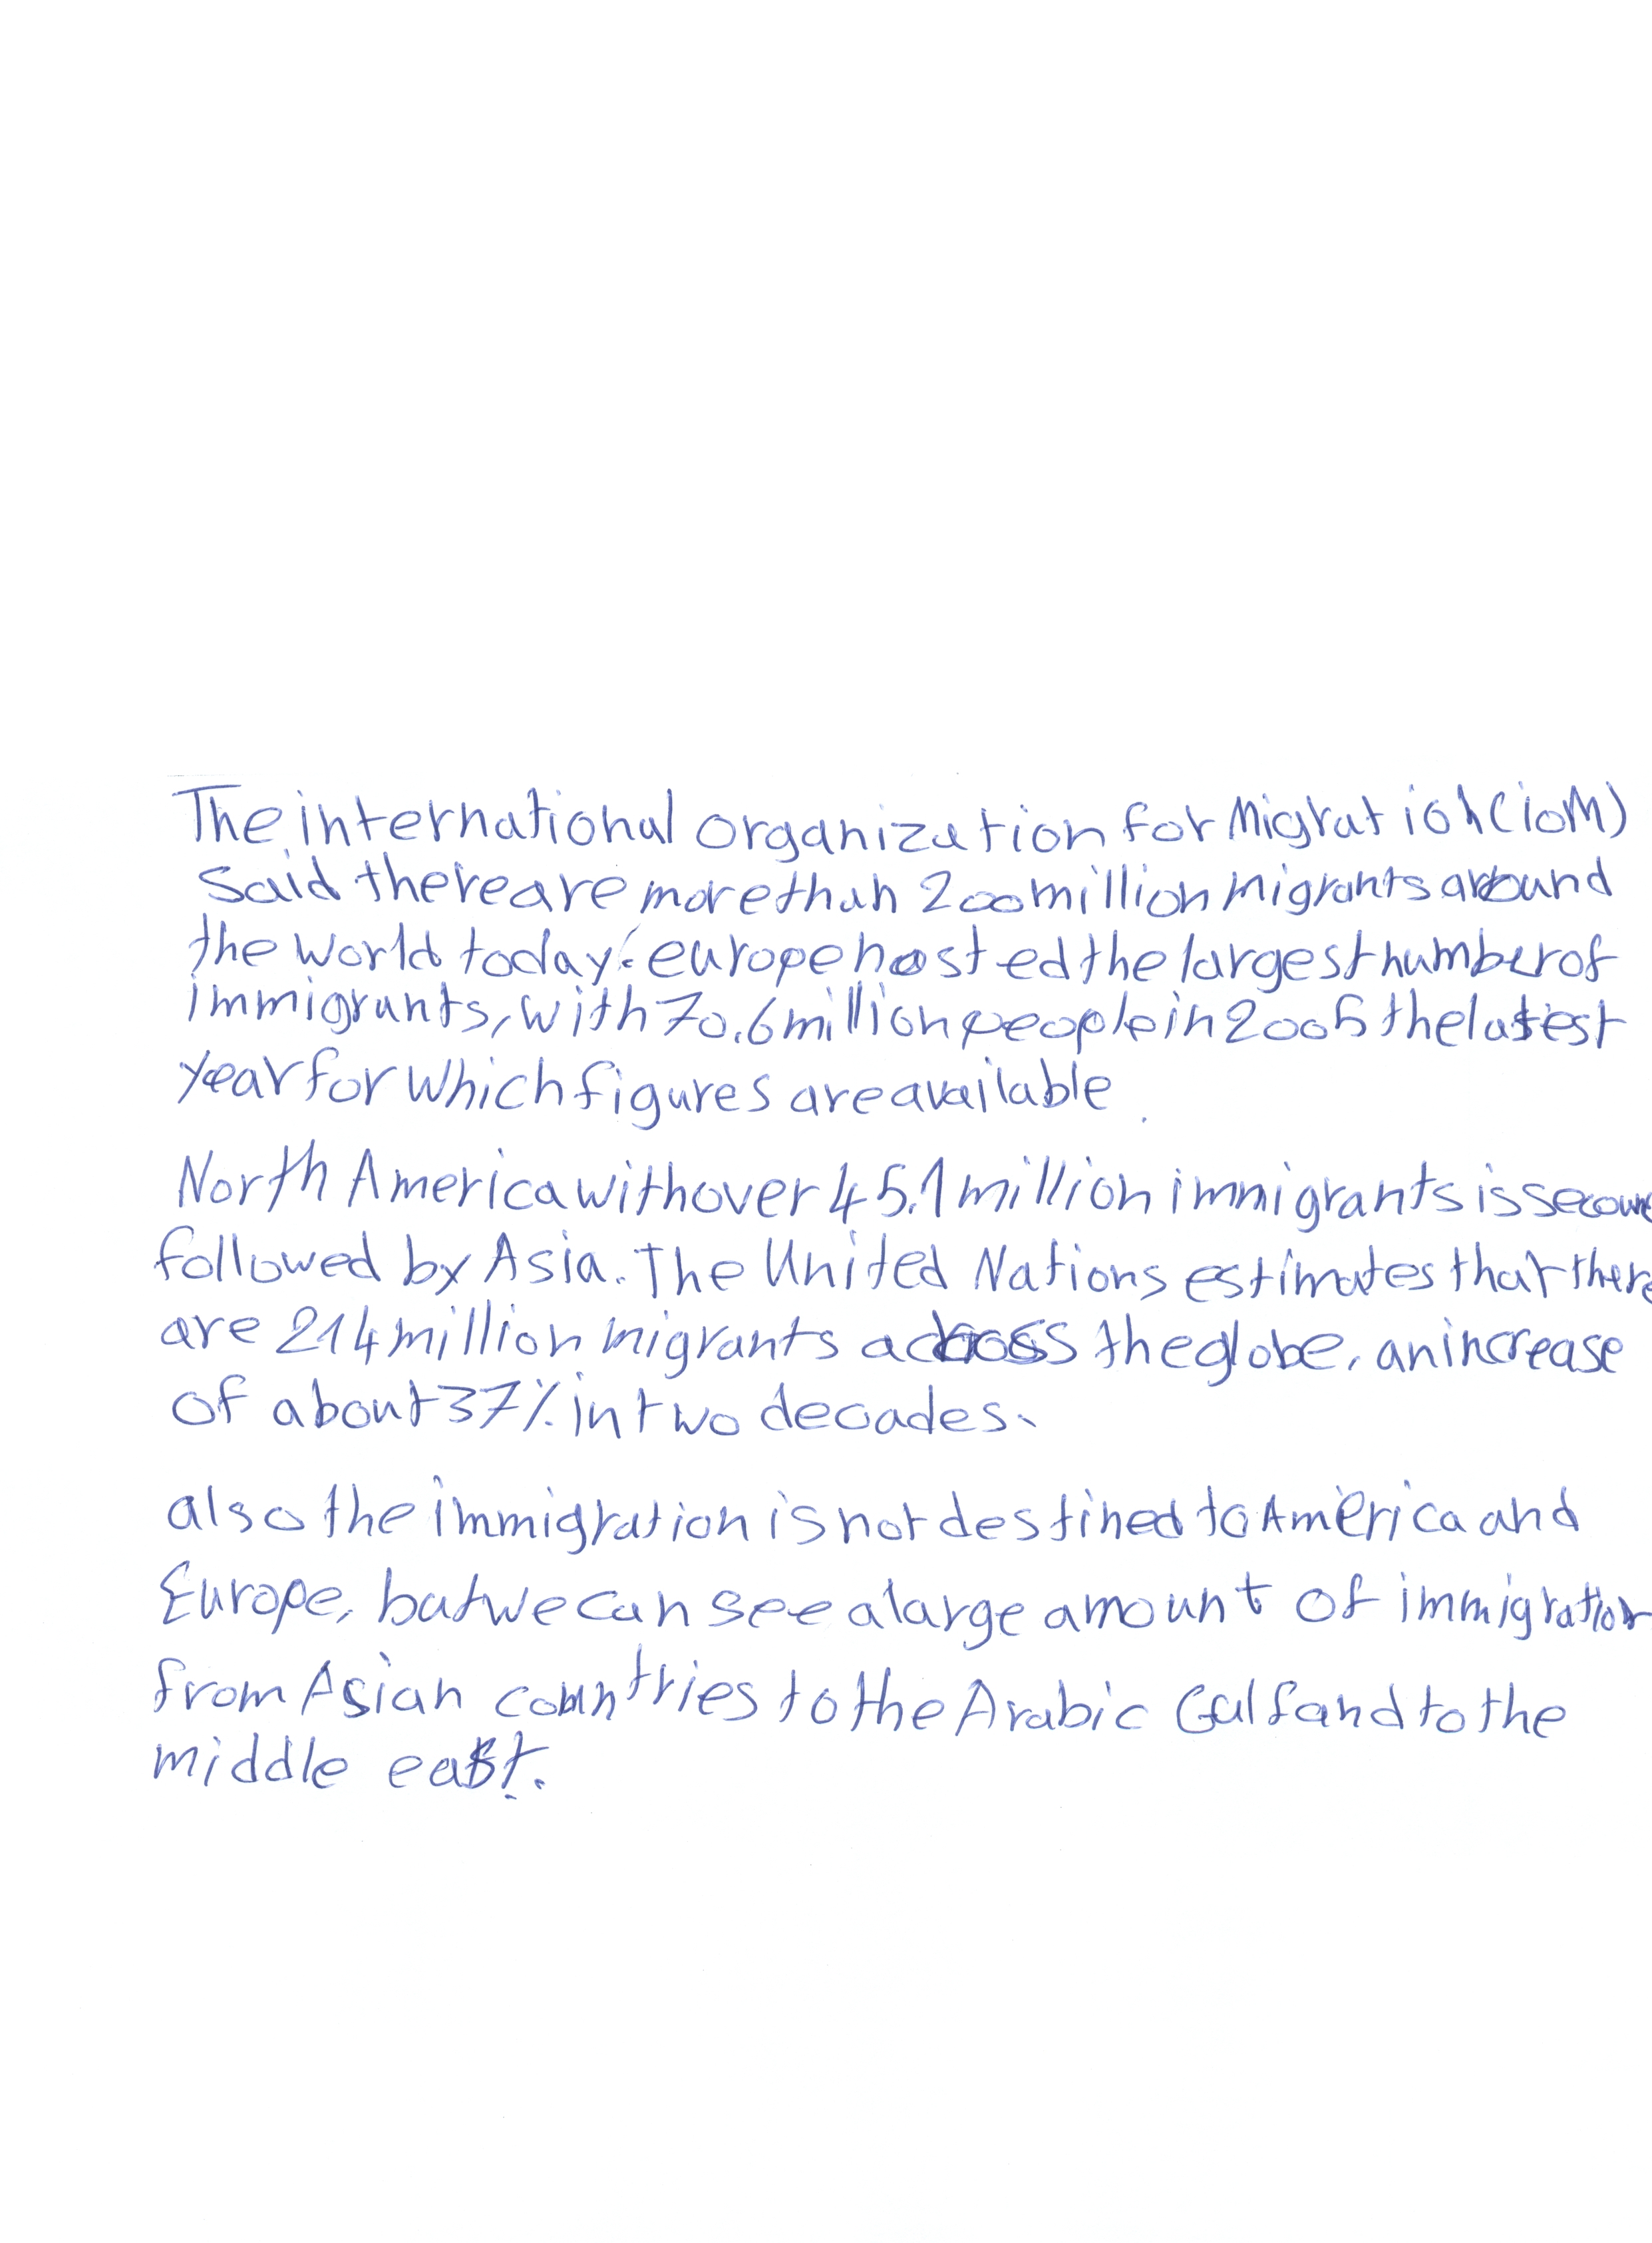 The international organization for Migration (ioM)
Said there are more than 200 million migrants around
the world today. europe hosted the largest number of
immigrants, with 70.6 million people in 2005 the latest
year for which figures are available.
North America with over 45.1 million immigrants is secound
followed by Asia. The United Nations estimates that there
are 214 million migrants across the globe, an increase
of about 37% in two decades.
also the immigration is not destined to America and
Europe, but we can see a large amount of immigration
from Asian countries to the Arabic Gulf and to the
middle east.